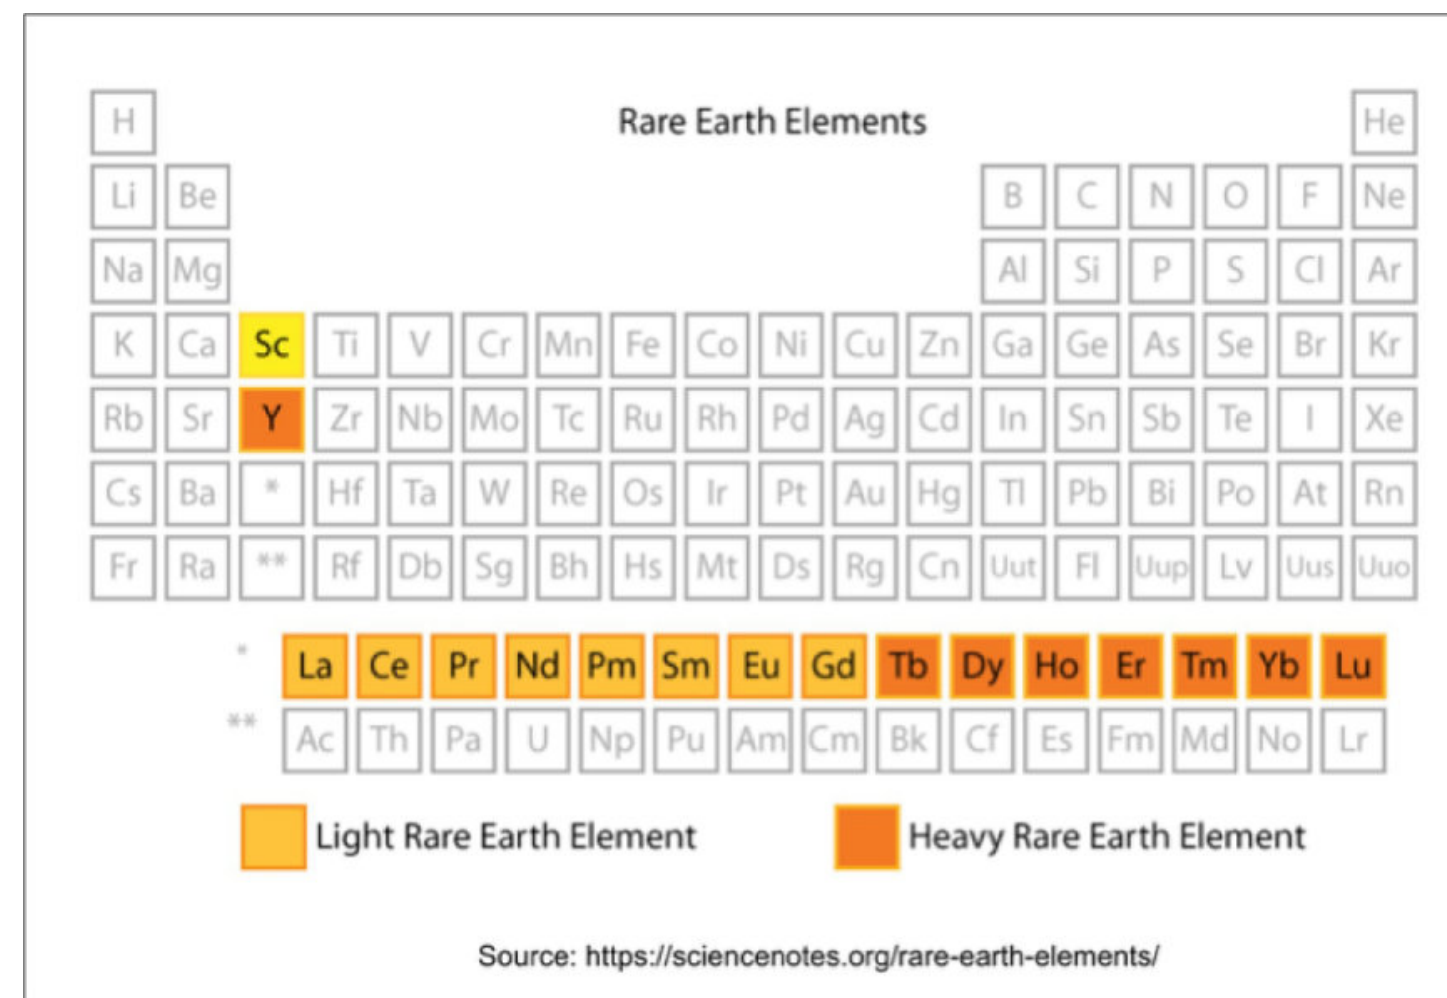 Rare Earth Elements
H He
Li Be B C N O F Ne
Na Mg Al Si P S Cl Ar
K Ca Sc Ti V Cr Mn Fe Co Ni Cu Zn Ga Ge As Se Br Kr
Rb Sr Y Zr Nb Mo Tc Ru Rh Pd Ag Cd In Sn Sb Te I Xe
Cs Ba * Hf Ta W Re Os Ir Pt Au Hg Tl Pb Bi Po At Rn
Fr Ra ** Rf Db Sg Bh Hs Mt Ds Rg Cn Uut Fl Uup Lv Uus Uuo
* La Ce Pr Nd Pm Sm Eu Gd Tb Dy Ho Er Tm Yb Lu
** Ac Th Pa U Np Pu Am Cm Bk Cf Es Fm Md No Lr
Light Rare Earth Element Heavy Rare Earth Element
Source: https://sciencenotes.org/rare-earth-elements/